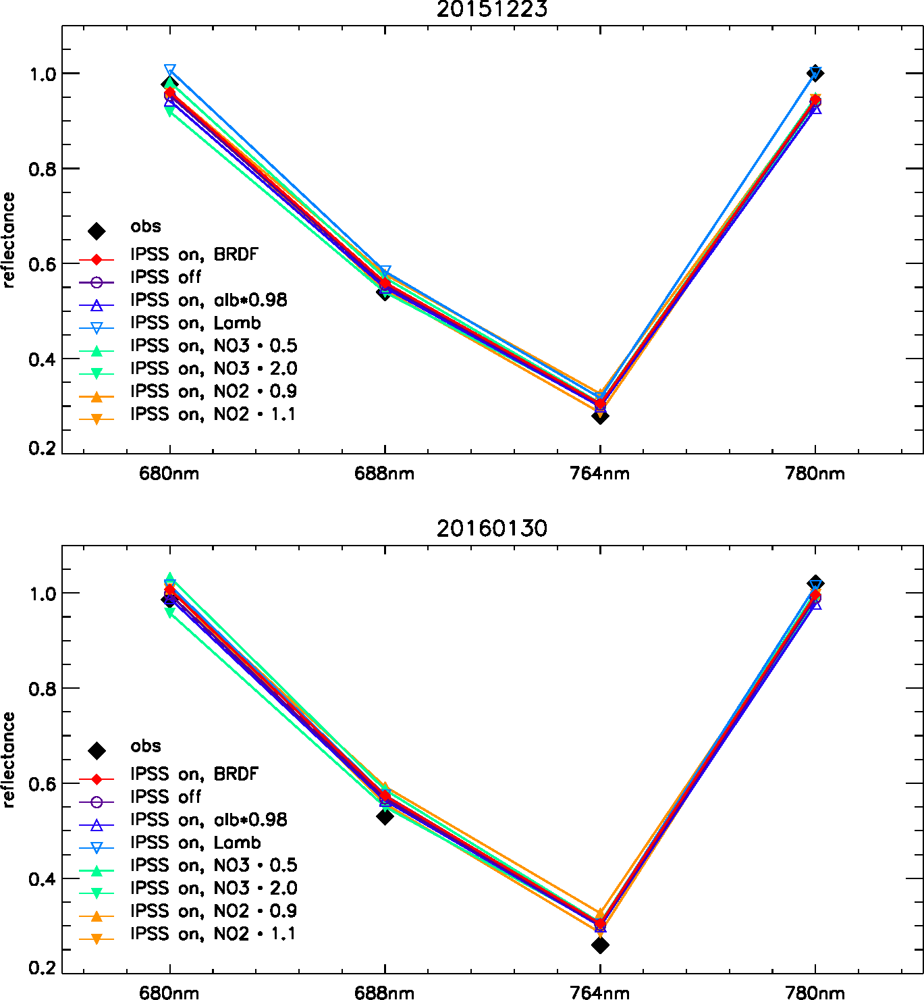 20151223
1.0
0.8
0.6
0.4
0.2
reflectance
obs
IPSS on, BRDF
IPSS off
IPSS on, alb*0.98
IPSS on, Lamb
IPSS on, NO3 • 0.5
IPSS on, NO3 • 2.0
IPSS on, NO2 • 0.9
IPSS on, NO2 • 1.1
680nm 688nm 764nm 780nm
20160130
1.0
0.8
0.6
0.4
0.2
reflectance
obs
IPSS on, BRDF
IPSS off
IPSS on, alb*0.98
IPSS on, Lamb
IPSS on, NO3 • 0.5
IPSS on, NO3 • 2.0
IPSS on, NO2 • 0.9
IPSS on, NO2 • 1.1
680nm 688nm 764nm 780nm